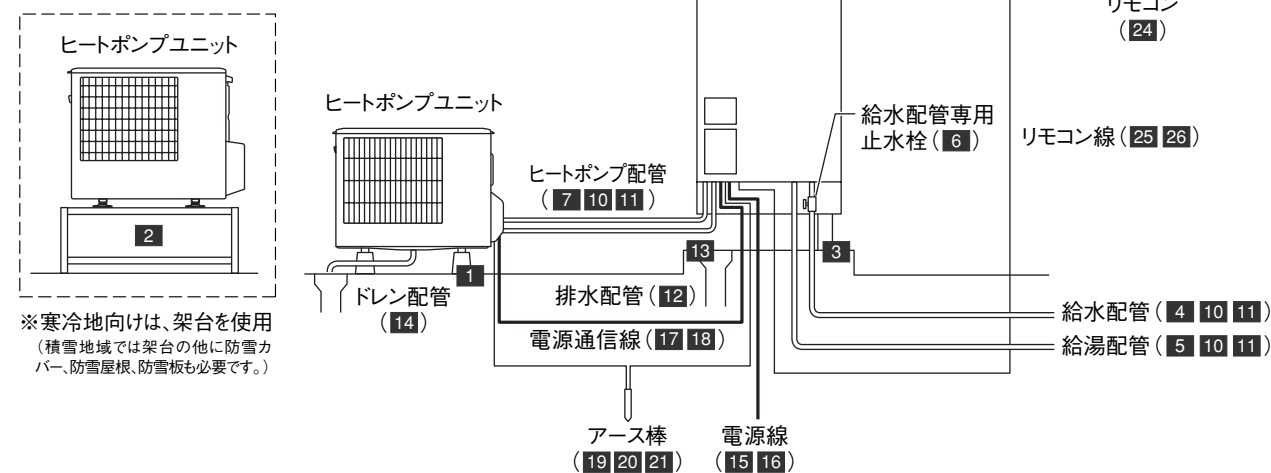 リモコン
(24)
ヒートポンプユニット
2
※寒冷地向けは、架台を使用
(積雪地域では架台の他に防雪カ
バー、防雪屋根、防雪板も必要です。)
ヒートポンプユニット
ヒートポンプ配管
(7 10 11)
給水配管専用
止水栓(6)
リモコン線(25 26)
1
13
3
ドレン配管
(14)
排水配管(12)
電源通信線(17 18)
給水配管(4 10 11)
給湯配管(5 10 11)
アース棒
(19 20 21)
電源線
(15 16)